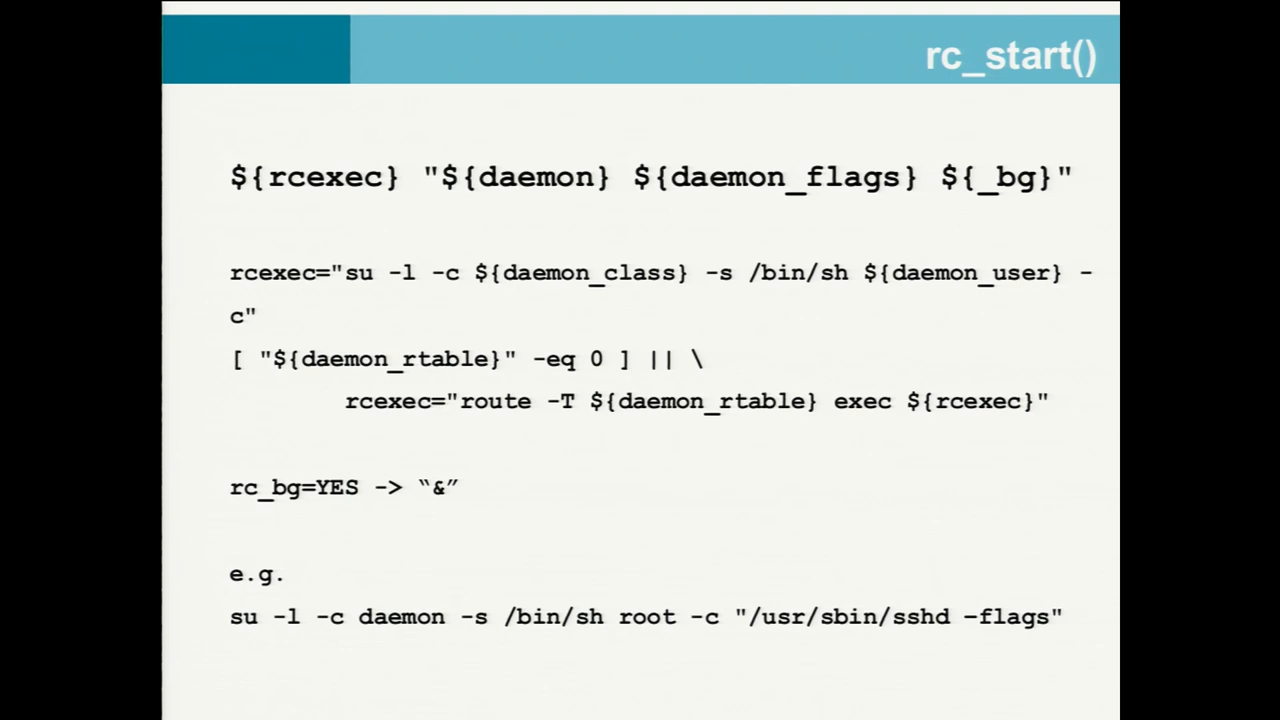 rc_start()
${rcexec} "${daemon} ${daemon_flags} ${_bg}"
rcexec="su -l -c ${daemon_class} -s /bin/sh ${daemon_user} -
c"
[ "${daemon_rtable}" -eq 0 ] || \
rcexec="route -T ${daemon_rtable} exec ${rcexec}"
rc_bg=YES -> “&”
e.g.
su -l -c daemon -s /bin/sh root -c "/usr/sbin/sshd –flags"